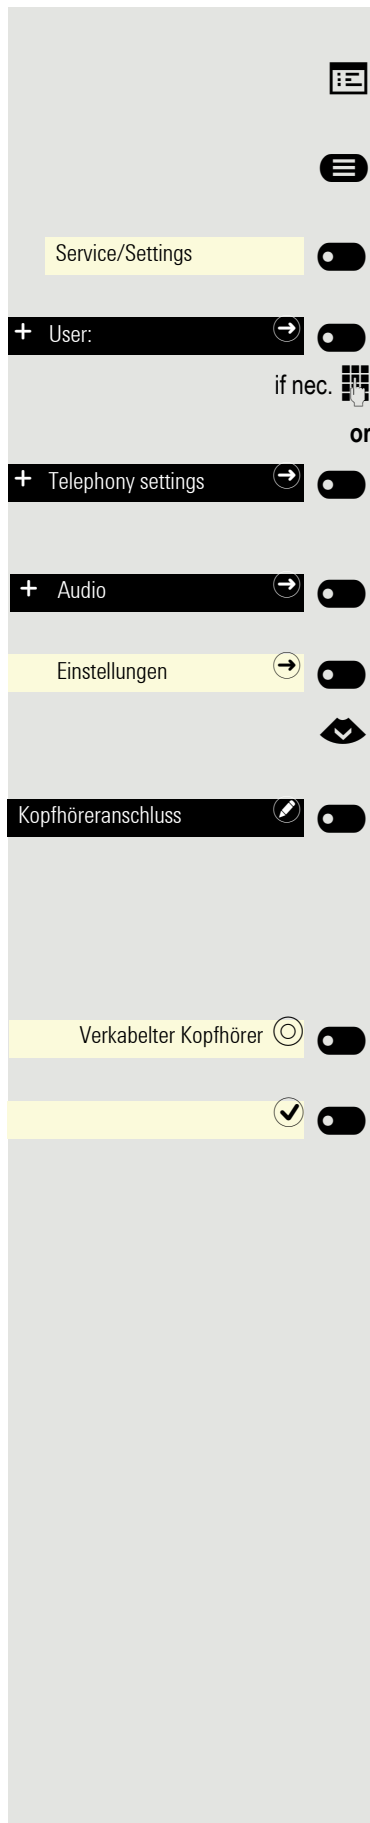 Service/Settings
+ User:
if nec.
or
+ Telephony settings
+ Audio
Einstellungen
Kopfhöreranschluss
Verkabelter Kopfhörer